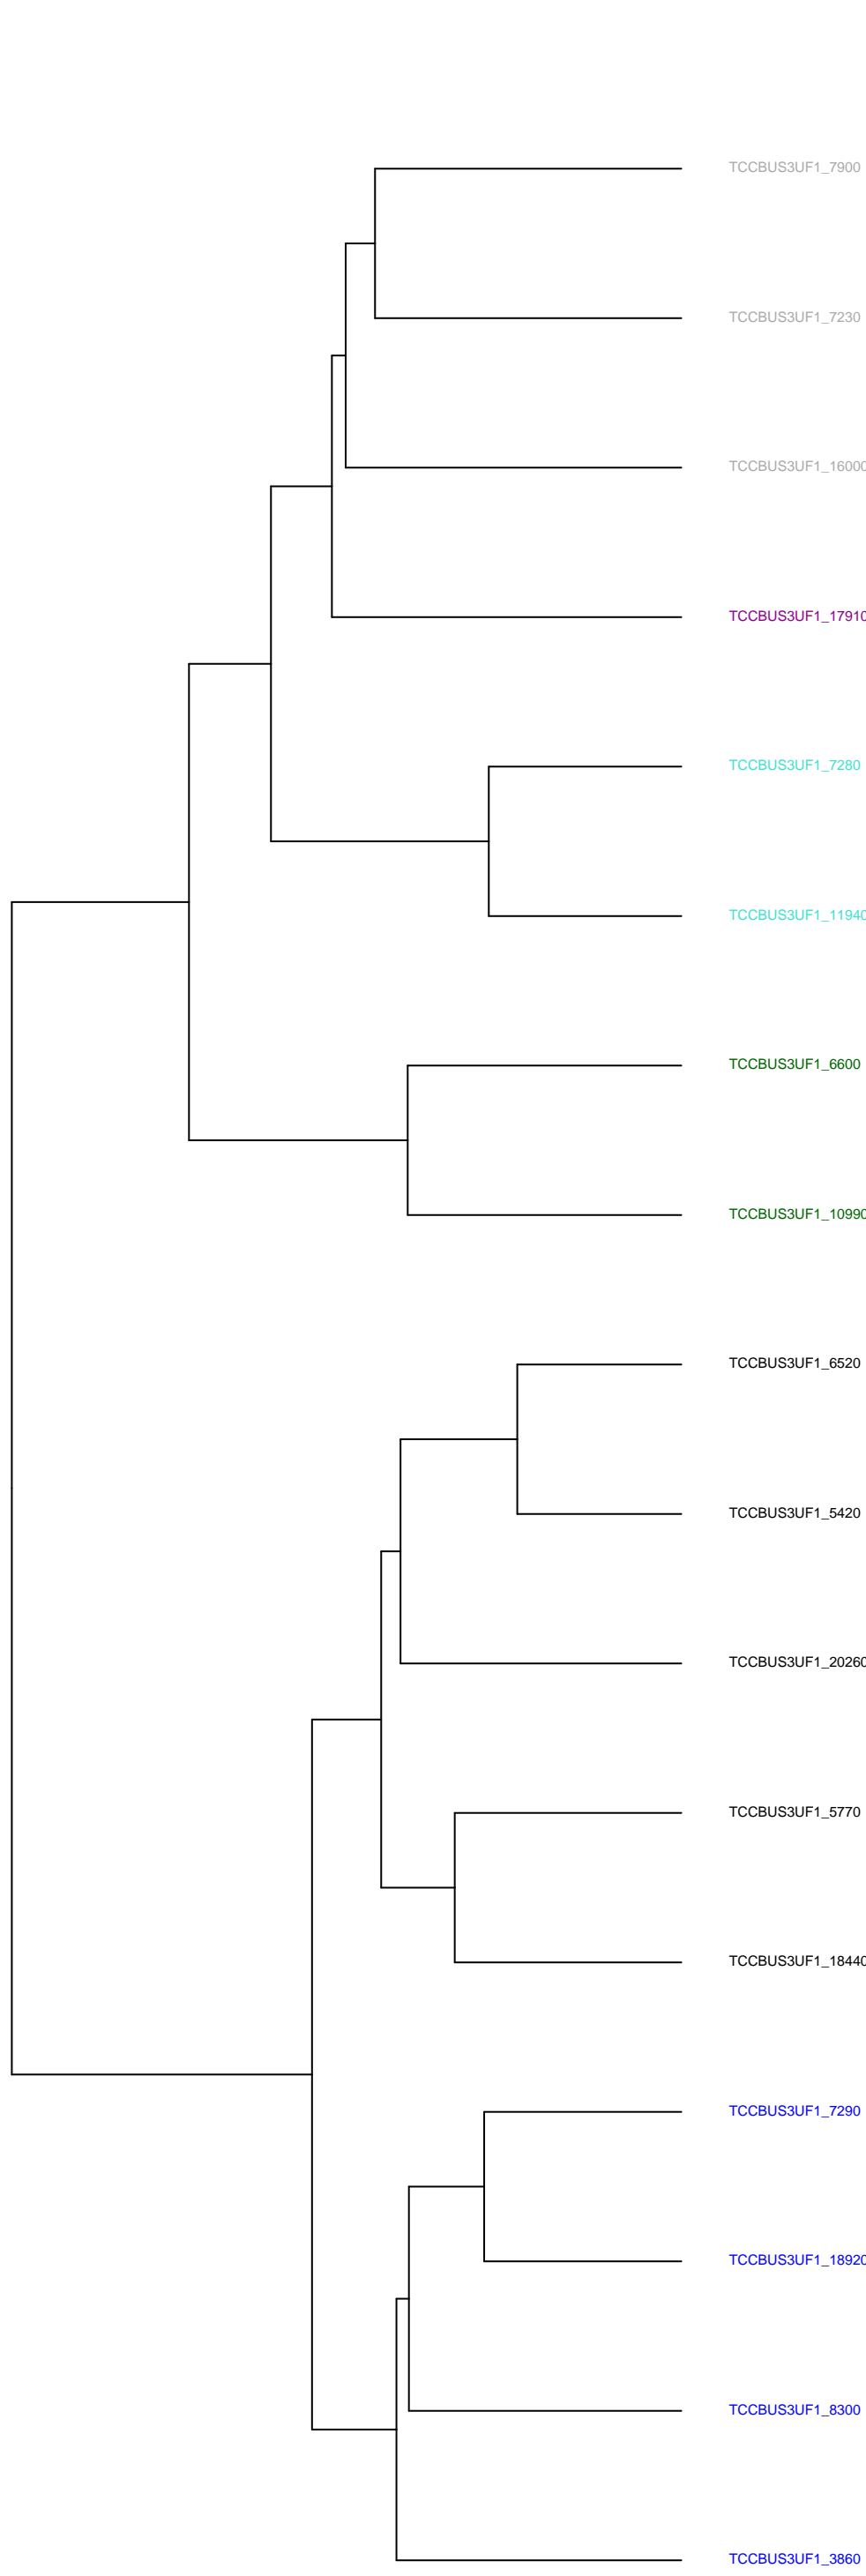 TCCBUS3UF1_7900
TCCBUS3UF1_7230
TCCBUS3UF1_16000
TCCBUS3UF1_17910
TCCBUS3UF1_7280
TCCBUS3UF1_11940
TCCBUS3UF1_6600
TCCBUS3UF1_10990
TCCBUS3UF1_6520
TCCBUS3UF1_5420
TCCBUS3UF1_20260
TCCBUS3UF1_5770
TCCBUS3UF1_18440
TCCBUS3UF1_7290
TCCBUS3UF1_18920
TCCBUS3UF1_8300
TCCBUS3UF1_3860